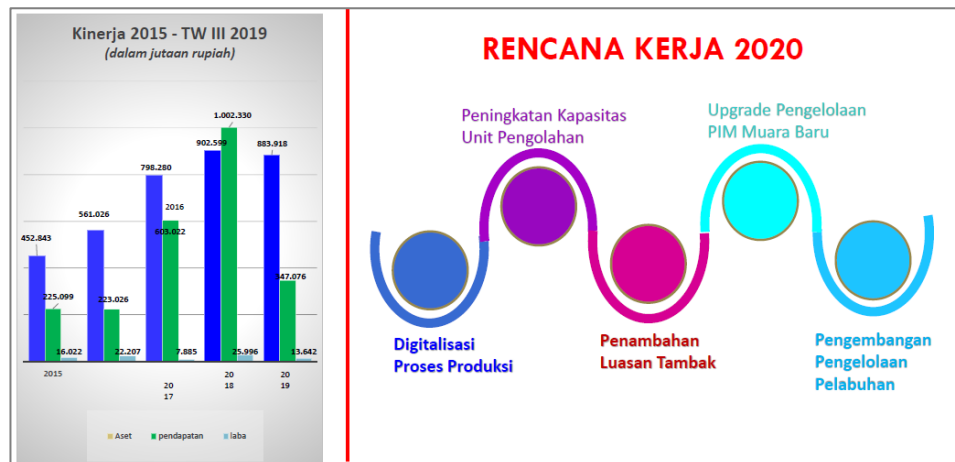 Kinerja 2015 - TW III 2019
(dalam jutaan rupiah)
1.002.330
902.599
883.918
798.280
2016
603.022
561.026
452.843
347.076
225.099
223.026
16.022
22.207
7.885
25.996
13.642
2015
20
17
20
18
20
19
Aset
pendapatan
laba
RENCANA KERJA 2020
Peningkatan Kapasitas
Unit Pengolahan
Upgrade Pengelolaan
PIM Muara Baru
Digitalisasi
Proses Produksi
Penambahan
Luasan Tambak
Pengembangan
Pengelolaan
Pelabuhan